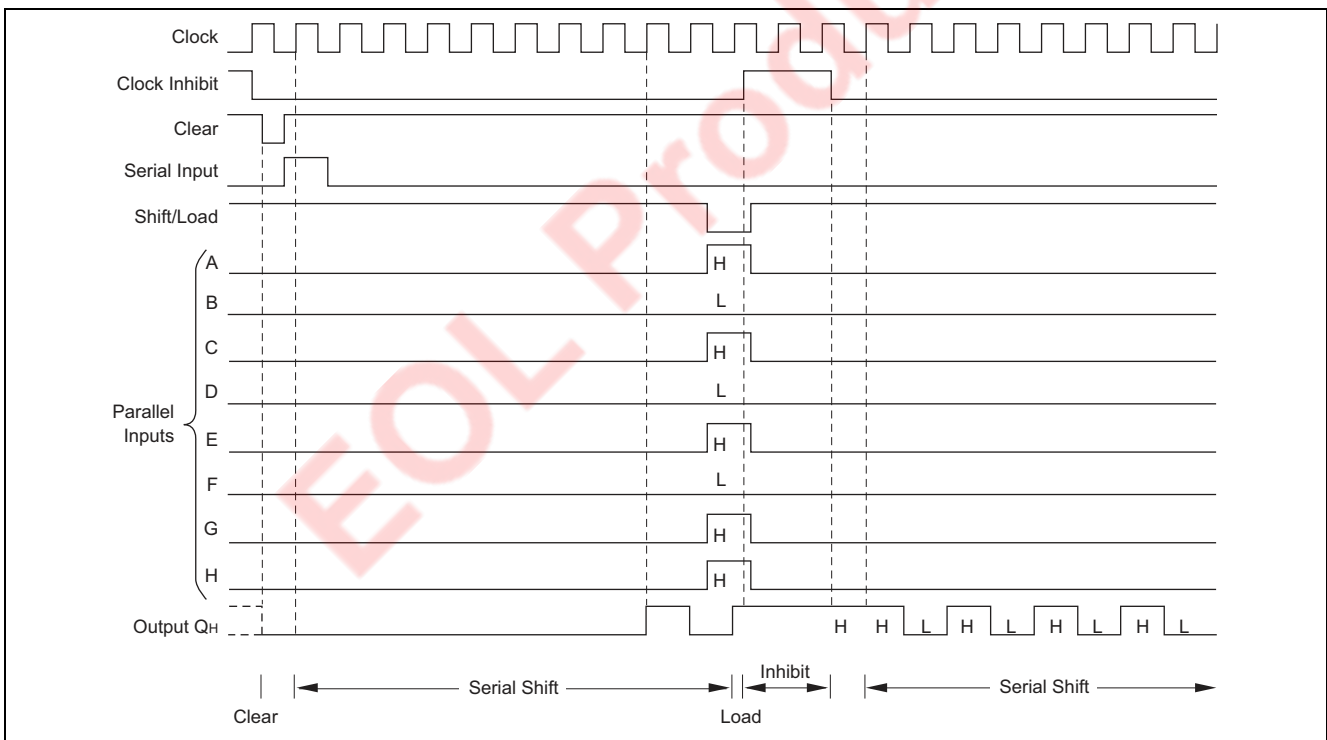 Clock
Clock Inhibit
Clear
Serial Input
Shift/Load
Parallel
Inputs
A
H
B
L
C
H
D
L
E
H
F
L
G
H
H
H
Output QH
H H L H L H L H L
Serial Shift
Inhibit
Serial Shift
Clear
Load
EOL Produ